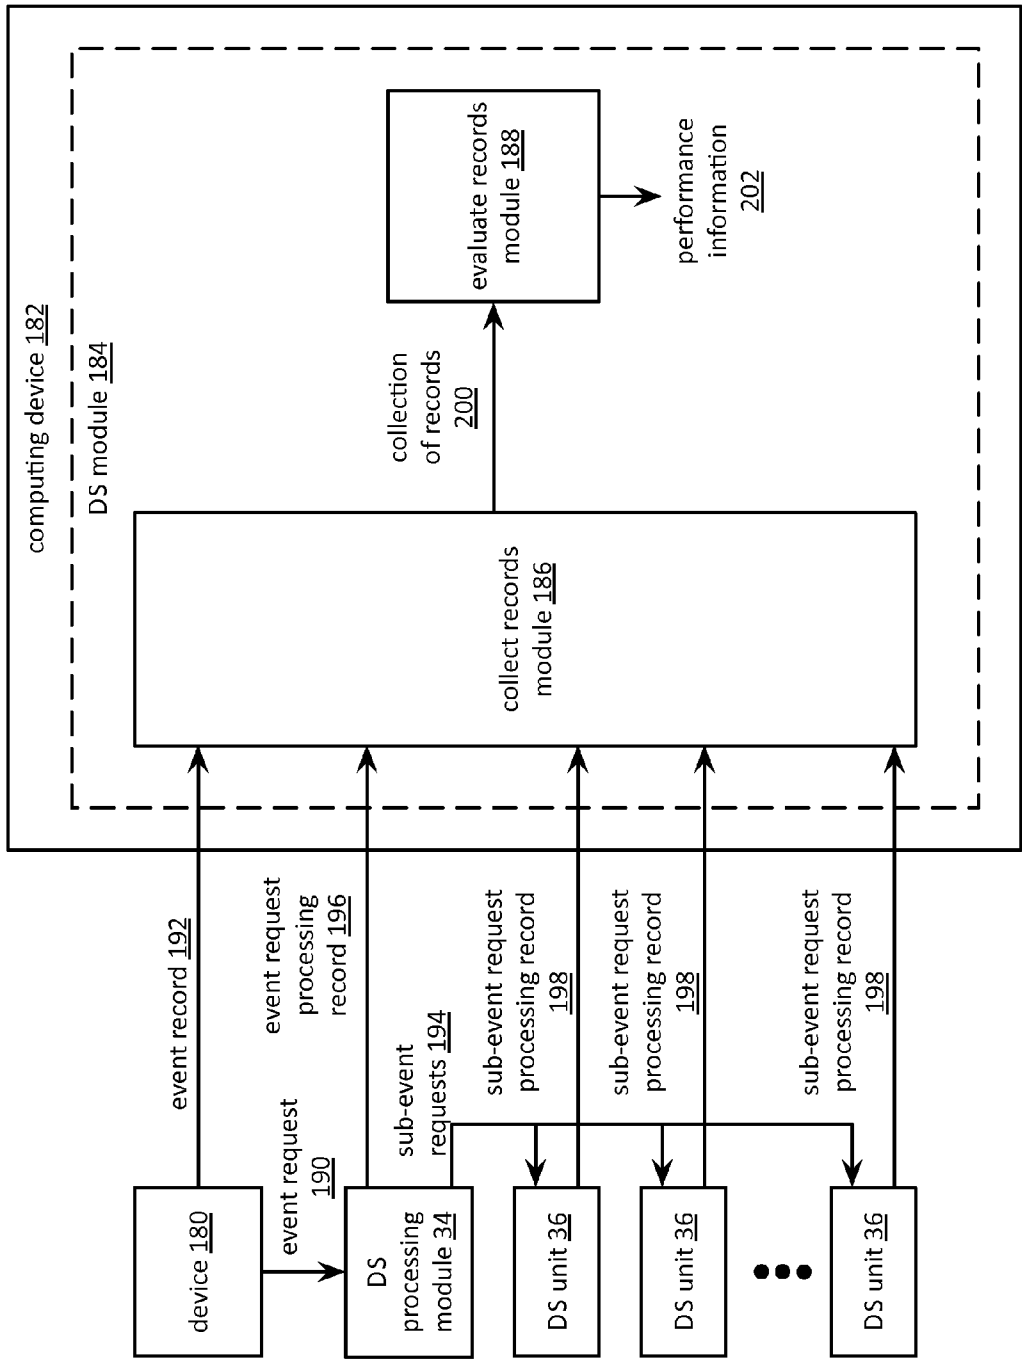 computing device 182
DS module 184
device 180
event record 192
event request
190
DS
processing
module 34
event request
processing
record 196
sub-event
requests 194
DS unit 36
sub-event request
processing record
198
DS unit 36
sub-event request
processing record
198
DS unit 36
sub-event request
processing record
198
collect records
module 186
collection
of records
200
evaluate records
module 188
performance
information
202